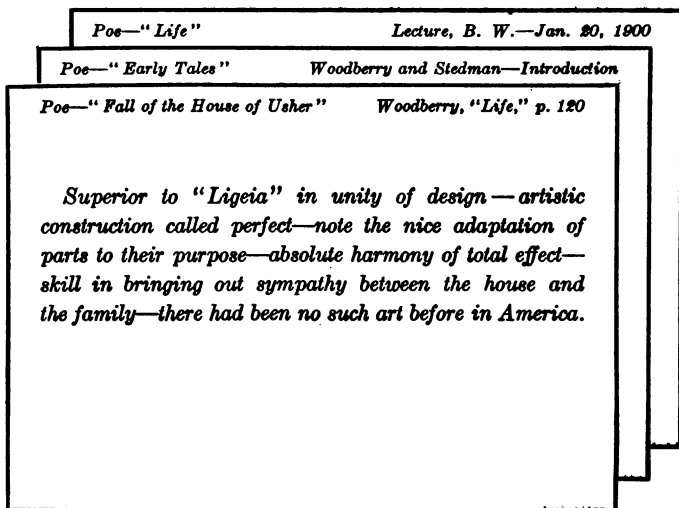 Poe—“Life” Lecture, B. W.—Jan. 20, 1900
Poe—“Early Tales” Woodberry and Stedman—Introduction
Poe—“Fall of the House of Usher” Woodberry, “Life,” p. 120
Superior to “Ligeia” in unity of design—artistic
construction called perfect—note the nice adaptation of
parts to their purpose—absolute harmony of total effect—
skill in bringing out sympathy between the house and
the family—there had been no such art before in America.